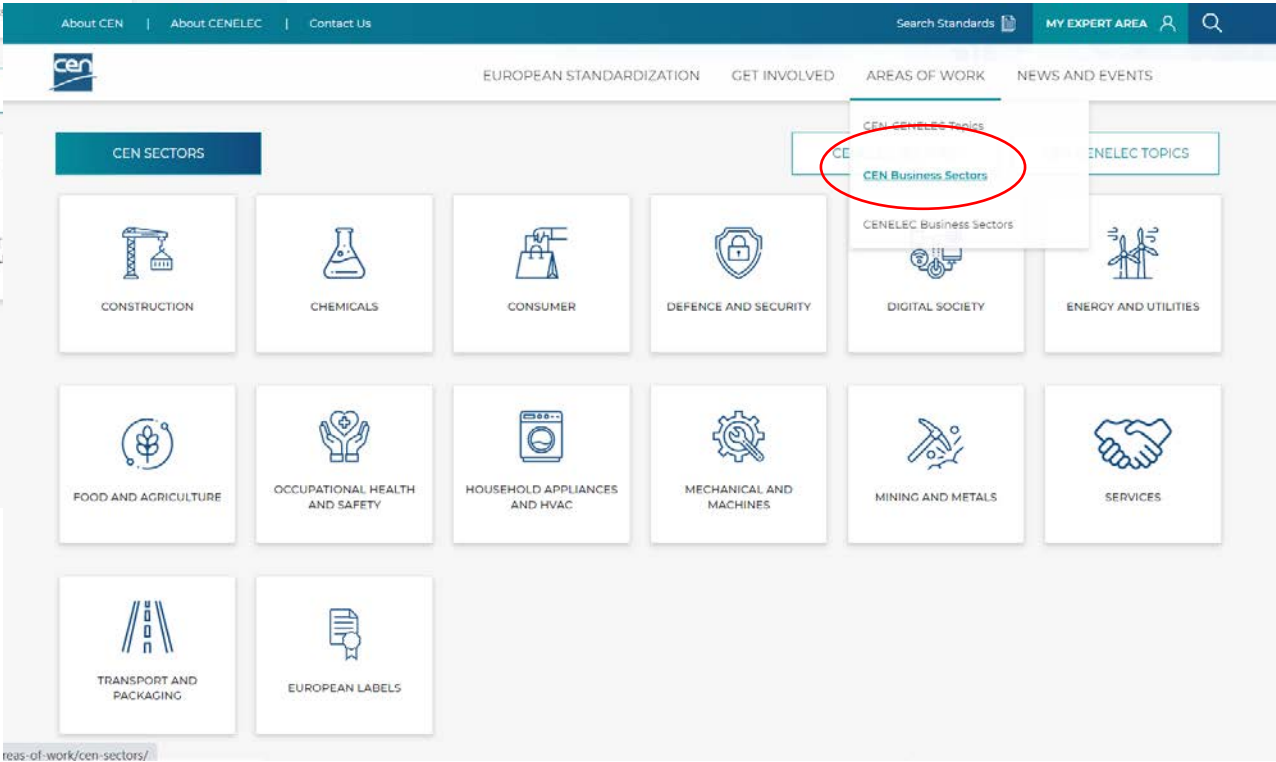 About CEN | About CENELEC | Contact Us
Search Standards
MY EXPERT AREA
cen
EUROPEAN STANDARDIZATION
GET INVOLVED
AREAS OF WORK
NEWS AND EVENTS
CEN-CENELEC Topics
CEN Business Sectors
CENELEC Business Sectors
CEN SECTORS
CE
ENELEC TOPICS
CONSTRUCTION
CHEMICALS
CONSUMER
DEFENCE AND SECURITY
DIGITAL SOCIETY
ENERGY AND UTILITIES
FOOD AND AGRICULTURE
OCCUPATIONAL HEALTH
AND SAFETY
HOUSEHOLD APPLIANCES
AND HVAC
MECHANICAL AND
MACHINES
MINING AND METALS
SERVICES
TRANSPORT AND
PACKAGING
EUROPEAN LABELS
reas-of-work/cen-sectors/